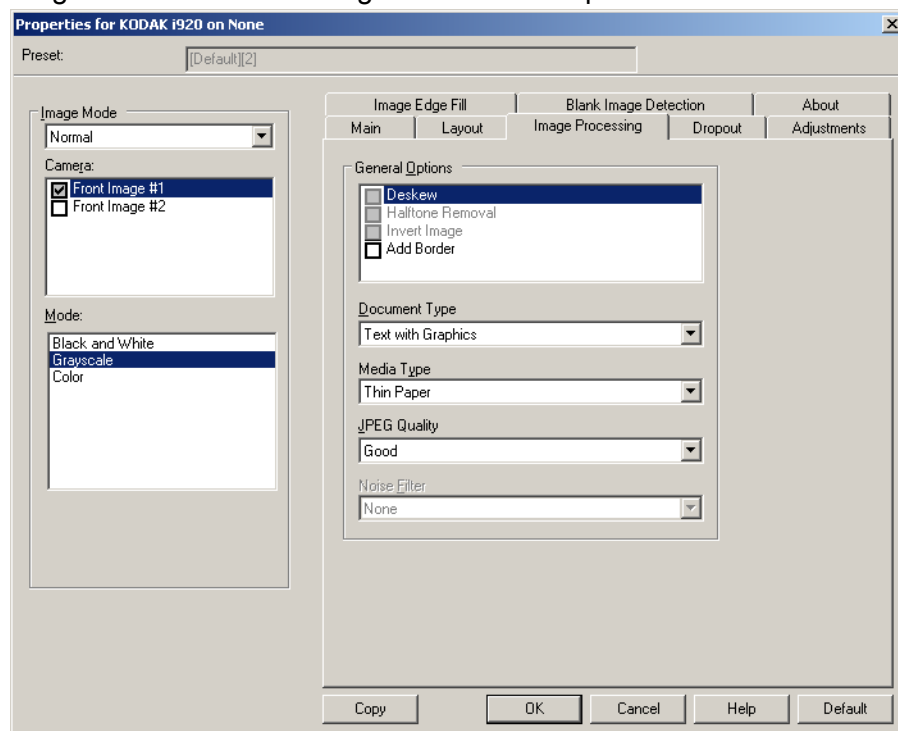 Properties for KODAK i920 on None
Preset:
[Default][2]
Image Mode
Normal
Camera:
Front Image #1
Front Image #2
Mode:
Black and White
Grayscale
Color
Image Edge Fill
Blank Image Detection
About
Main
Layout
Image Processing
Dropout
Adjustments
General Options
Deskew
Halftone Removal
Invert Image
Add Border
Document Type
Text with Graphics
Media Type
Thin Paper
JPEG Quality
Good
Noise Filter
None
Copy
OK
Cancel
Help
Default